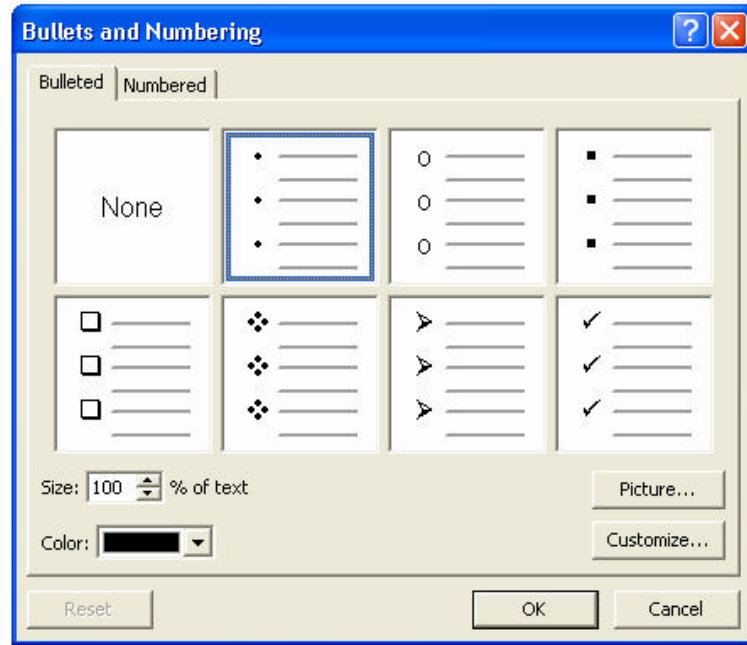 Bullets and Numbering
Bulleted Numbered
None
Size: 100 % of text
Picture...
Color:
Customize...
Reset OK Cancel